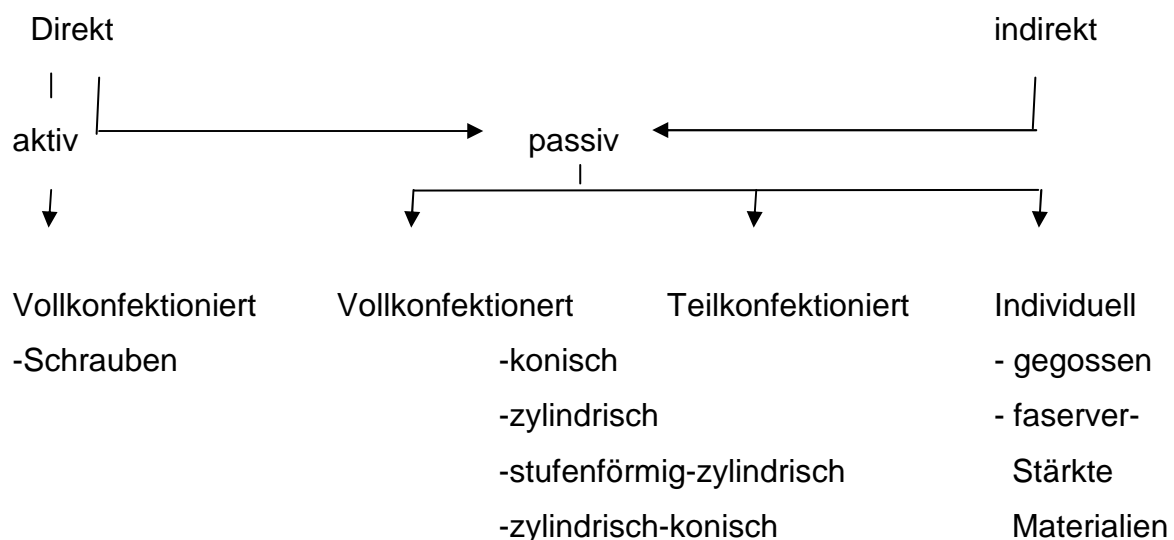 Direkt indirekt
aktiv passiv
Vollkonfektioniert Vollkonfektionert Teilkonfektioniert Individuell
-Schrauben -konisch - gegossen
-zylindrisch - faserver-
-stufenförmig-zylindrisch Stärkte
-zylindrisch-konisch Materialien